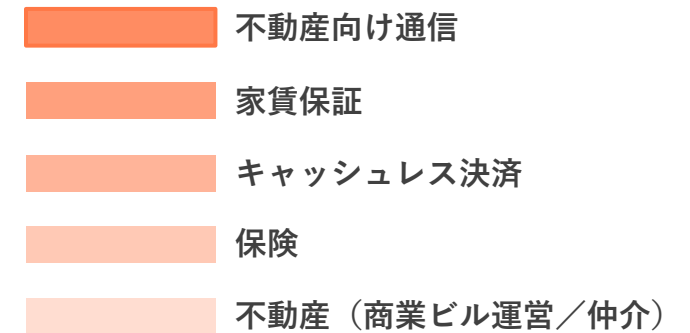 不動産向け通信
家賃保証
キャッシュレス決済
保険
不動産（商業ビル運営／仲介）